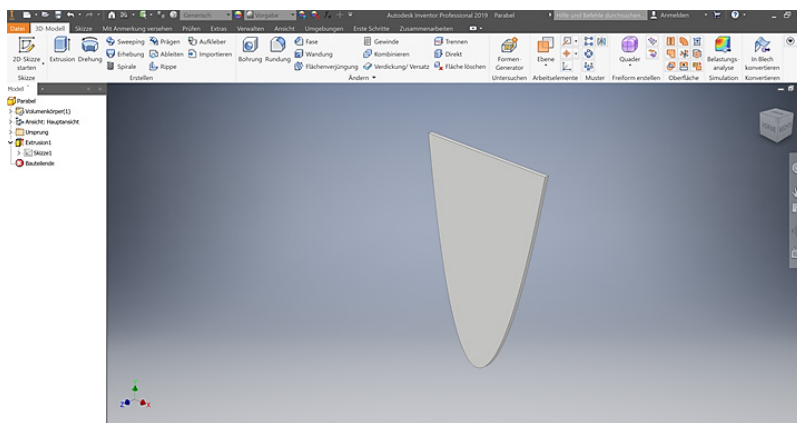 Generisch Vorgabe Autodesk Inventor Professional 2019 Parabel Hilfe und Befehle durchsuchen... Anmelden
Datei 3D-Modell Skizze Mit Anmerkung versehen Prüfen Extras Verwalten Ansicht Umgebungen Erste Schritte Zusammenarbeiten
Sweeping Prägen Aufkleber Fase Gewinde Trennen
Erhebung Ableiten Importieren Wandung Kombinieren Direkt
2D-Skizze starten Extrusion Drehung Spirale Rippe Bohrung Rundung Flächenverjüngung Verdickung/ Versatz Fläche löschen Formen-Generator Ebene Quader Belastungs-analyse In Blech konvertieren
Skizze Erstellen Ändern Untersuchen Arbeitselemente Muster Freiform erstellen Oberfläche Simulation Konvertieren
Modell
Parabel
Volumenkörper(1)
Ansicht: Hauptansicht
Ursprung
Extrusion1
Skizze1
Bauteilende